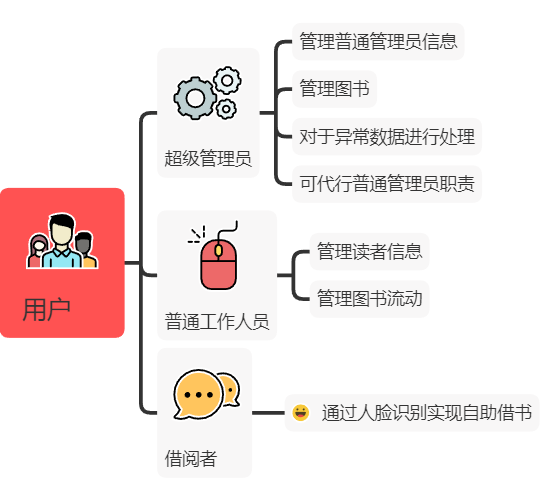 用户
超级管理员
管理普通管理员信息
管理图书
对于异常数据进行处理
可代行普通管理员职责
普通工作人员
管理读者信息
管理图书流动
借阅者
😀 通过人脸识别实现自助借书